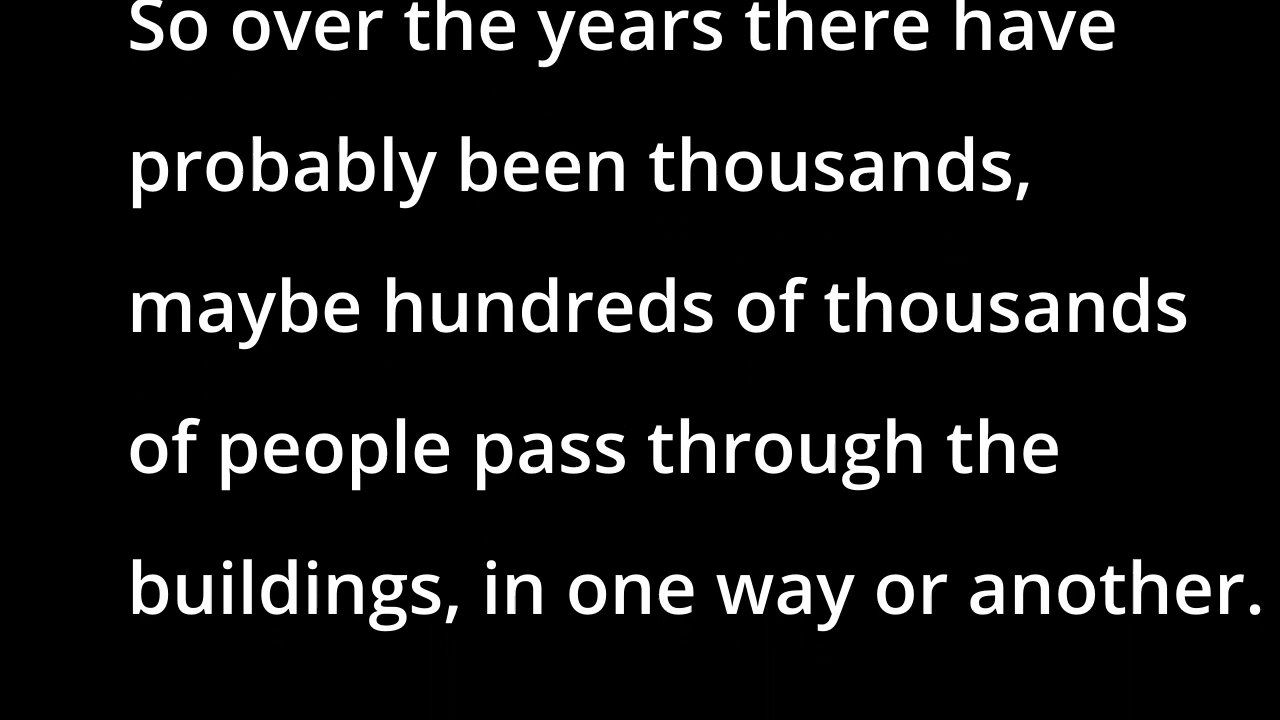 So over the years there have
probably been thousands,
maybe hundreds of thousands
of people pass through the
buildings, in one way or another.